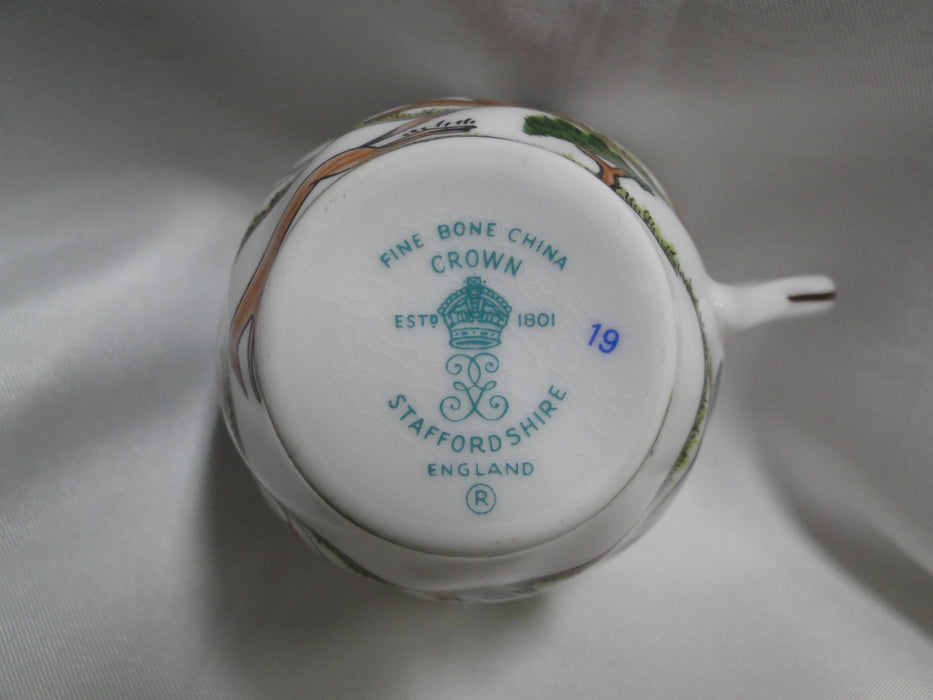 FINE BONE CHINA
CROWN
ESTD 1801
19
STAFFORDSHIRE
ENGLAND
®